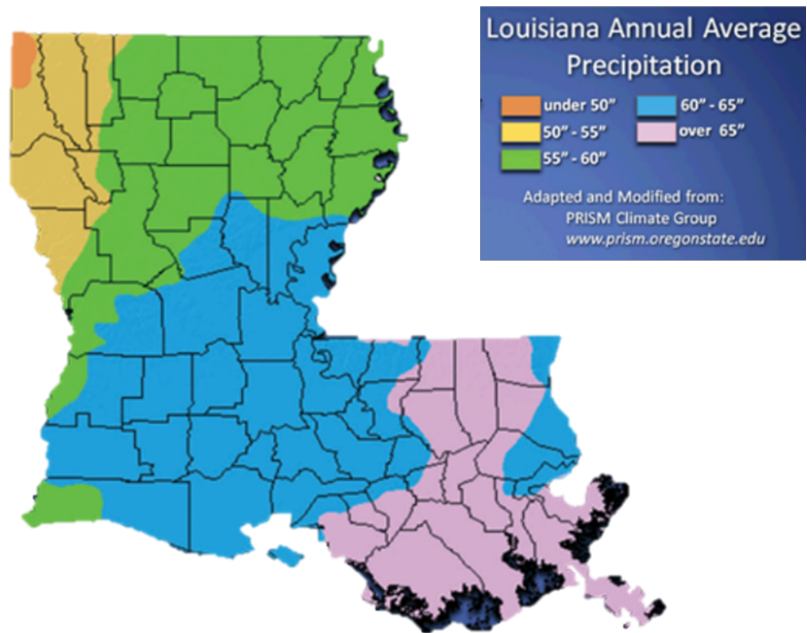 Louisiana Annual Average
Precipitation
under 50” 60” - 65”
50” - 55” over 65”
55” - 60”
Adapted and Modified from:
PRISM Climate Group
www.prism.oregonstate.edu